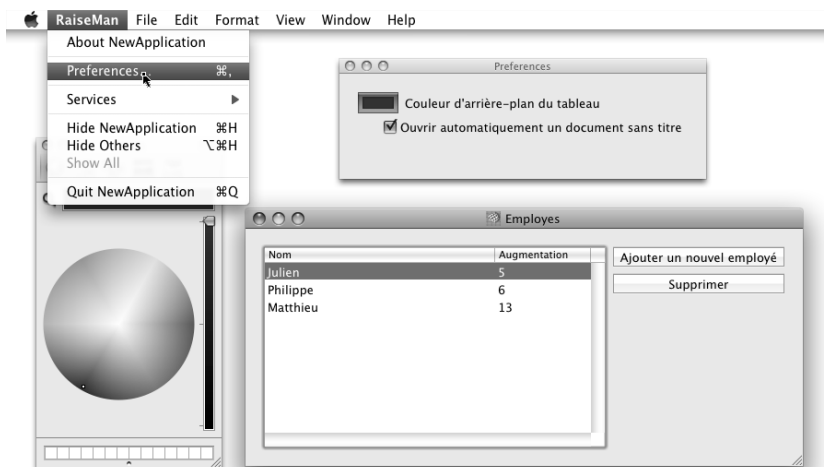 RaiseMan File Edit Format View Window Help
About NewApplication
Preferences... ⌘,
Services ▶
Hide NewApplication ⌘H
Hide Others ⌥⌘H
Show All
Quit NewApplication ⌘Q
Preferences
Couleur d'arrière-plan du tableau
Ouvrir automatiquement un document sans titre
Employes
Nom Augmentation
Julien 5
Philippe 6
Matthieu 13
Ajouter un nouvel employé
Supprimer